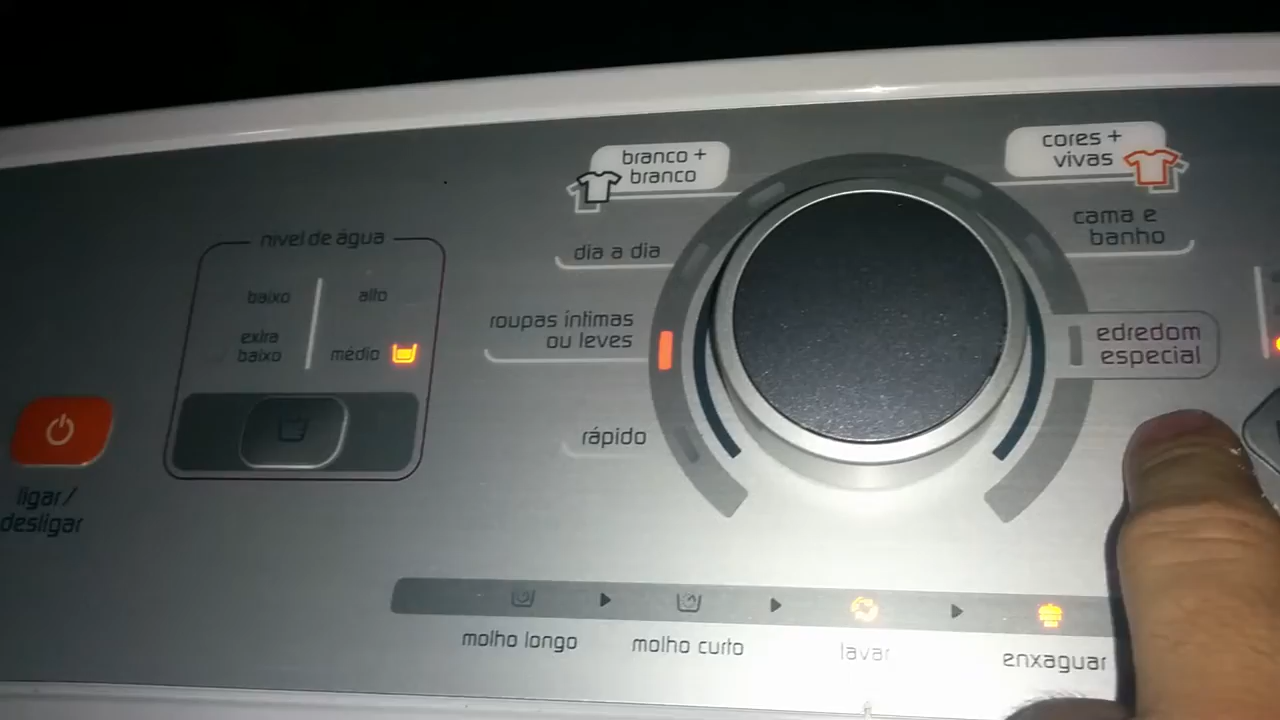 nível de água
baixo
alto
extra
baixo
médio
ligar/
desligar
branco +
branco
dia a dia
roupas íntimas
ou leves
rápido
cores +
vivas
cama e
banho
edredom
especial
molho longo
molho curto
lavar
enxaguar